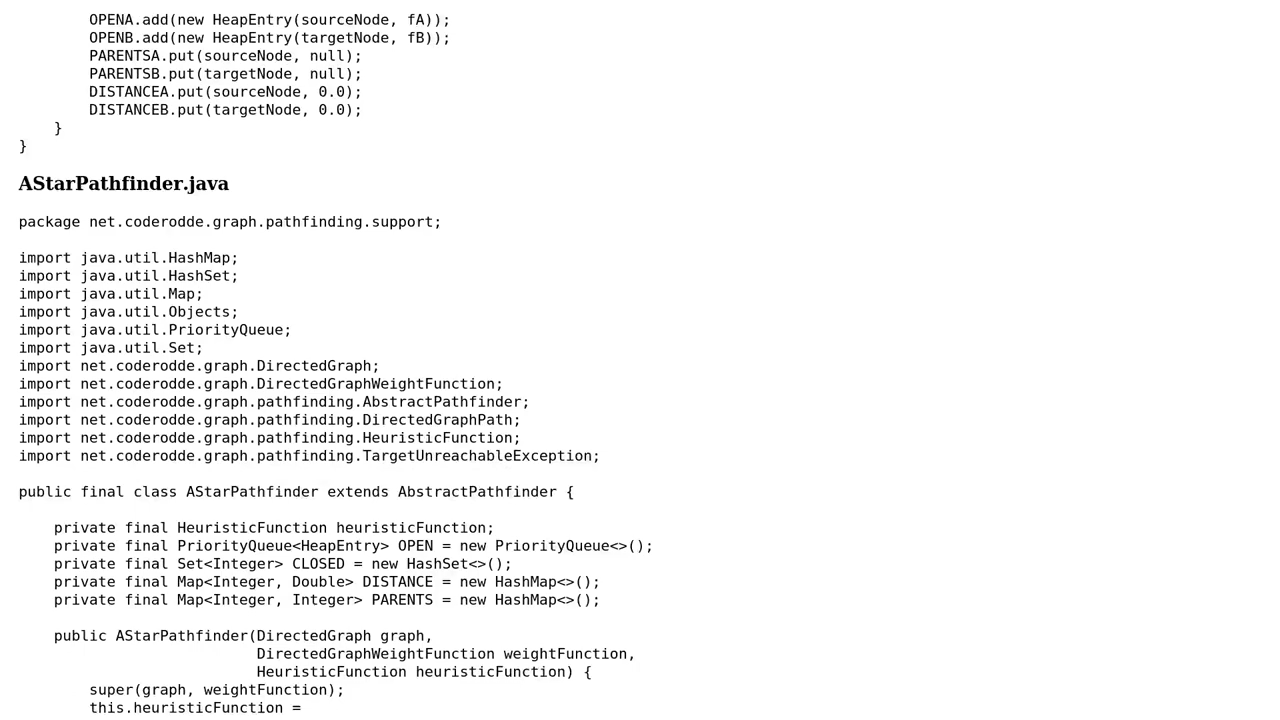 OPENA.add(new HeapEntry(sourceNode, fA));
        OPENB.add(new HeapEntry(targetNode, fB));
        PARENTSA.put(sourceNode, null);
        PARENTSB.put(targetNode, null);
        DISTANCEA.put(sourceNode, 0.0);
        DISTANCEB.put(targetNode, 0.0);
    }
}
AStarPathfinder.java
package net.coderodde.graph.pathfinding.support;

import java.util.HashMap;
import java.util.HashSet;
import java.util.Map;
import java.util.Objects;
import java.util.PriorityQueue;
import java.util.Set;
import net.coderodde.graph.DirectedGraph;
import net.coderodde.graph.DirectedGraphWeightFunction;
import net.coderodde.graph.pathfinding.AbstractPathfinder;
import net.coderodde.graph.pathfinding.DirectedGraphPath;
import net.coderodde.graph.pathfinding.HeuristicFunction;
import net.coderodde.graph.pathfinding.TargetUnreachableException;

public final class AStarPathfinder extends AbstractPathfinder {

    private final HeuristicFunction heuristicFunction;
    private final PriorityQueue<HeapEntry> OPEN = new PriorityQueue<>();
    private final Set<Integer> CLOSED = new HashSet<>();
    private final Map<Integer, Double> DISTANCE = new HashMap<>();
    private final Map<Integer, Integer> PARENTS = new HashMap<>();

    public AStarPathfinder(DirectedGraph graph,
                           DirectedGraphWeightFunction weightFunction,
                           HeuristicFunction heuristicFunction) {
        super(graph, weightFunction);
        this.heuristicFunction =